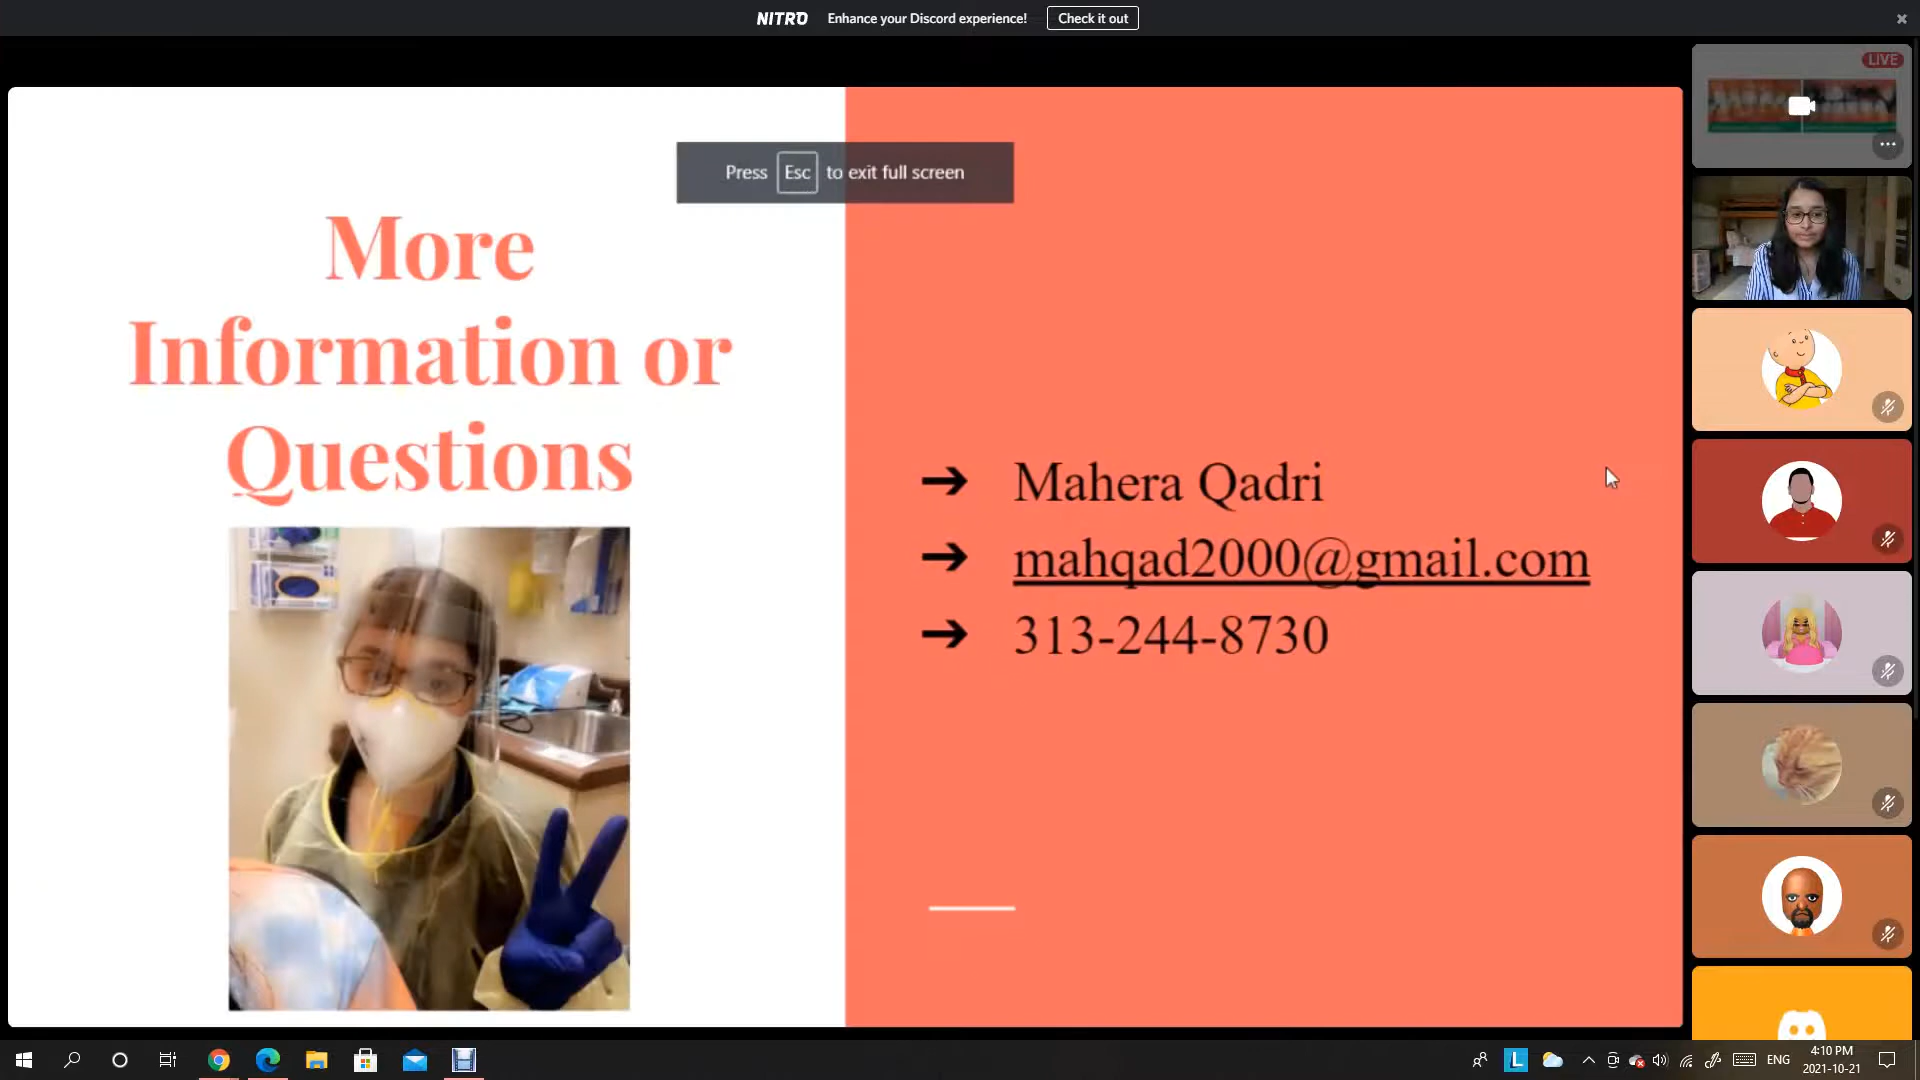 NITRO Enhance your Discord experience! Check it out
LIVE
Press Esc to exit full screen
More
Information or
Questions
➔ Mahera Qadri
➔ mahqad2000@gmail.com
➔ 313-244-8730
L
ENG
4:10 PM
2021-10-21